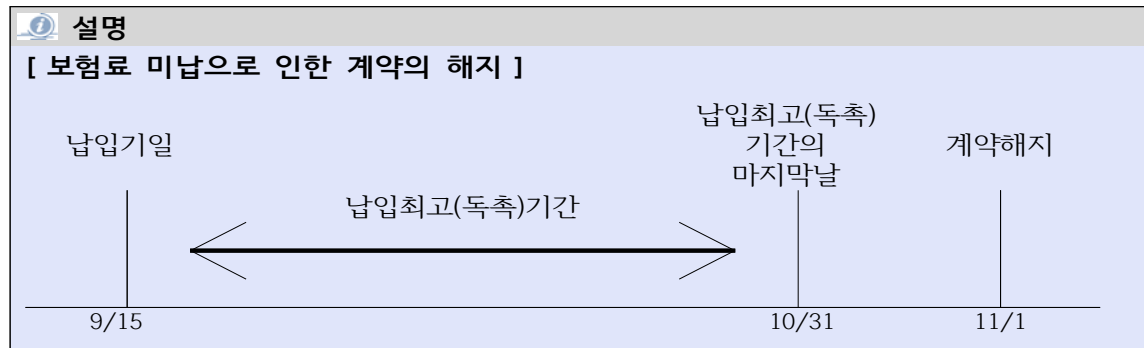 설명
[ 보험료 미납으로 인한 계약의 해지 ]
납입기일
납입최고(독촉)
기간의
마지막날
계약해지
납입최고(독촉)기간
9/15
10/31
11/1